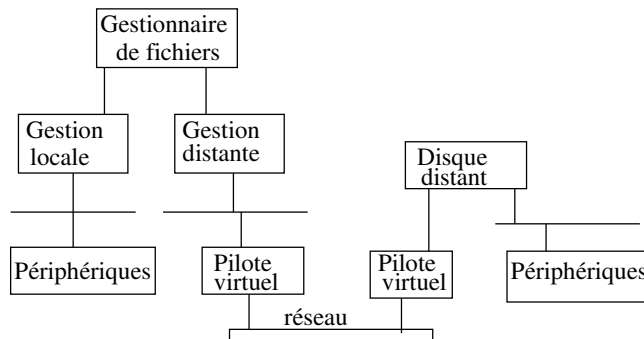 Gestionnaire
de fichiers
Gestion
locale
Gestion
distante
Disque
distant
Périphériques
Pilote
virtuel
Pilote
virtuel
Périphériques
réseau